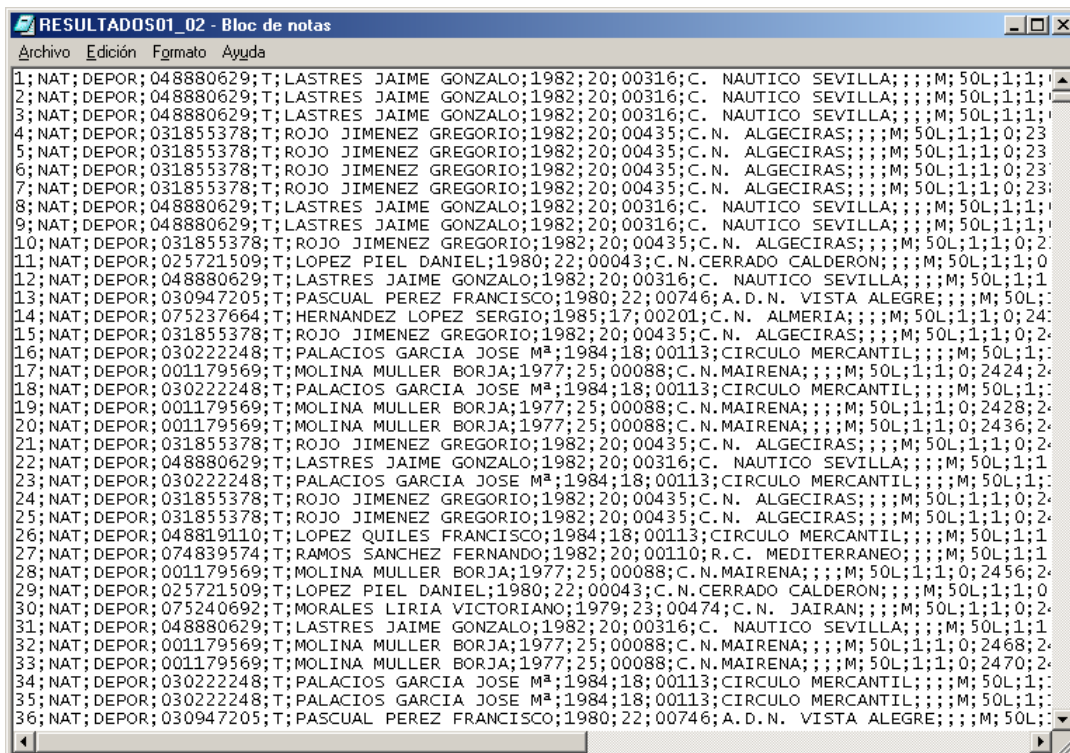 RESULTADOS01_02 - Bloc de notas
Archivo Edición Formato Ayuda
1;NAT;DEPOR;048880629;T;LASTRES JAIME GONZALO;1982;20;00316;C. NAUTICO SEVILLA;;;;M;50L;1;1;
2;NAT;DEPOR;048880629;T;LASTRES JAIME GONZALO;1982;20;00316;C. NAUTICO SEVILLA;;;;M;50L;1;1;
3;NAT;DEPOR;048880629;T;LASTRES JAIME GONZALO;1982;20;00316;C. NAUTICO SEVILLA;;;;M;50L;1;1;
4;NAT;DEPOR;031855378;T;ROJO JIMENEZ GREGORIO;1982;20;00435;C.N. ALGECIRAS;;;;M;50L;1;1;0;23
5;NAT;DEPOR;031855378;T;ROJO JIMENEZ GREGORIO;1982;20;00435;C.N. ALGECIRAS;;;;M;50L;1;1;0;23
6;NAT;DEPOR;031855378;T;ROJO JIMENEZ GREGORIO;1982;20;00435;C.N. ALGECIRAS;;;;M;50L;1;1;0;23
7;NAT;DEPOR;031855378;T;ROJO JIMENEZ GREGORIO;1982;20;00435;C.N. ALGECIRAS;;;;M;50L;1;1;0;238
8;NAT;DEPOR;048880629;T;LASTRES JAIME GONZALO;1982;20;00316;C. NAUTICO SEVILLA;;;;M;50L;1;1;
9;NAT;DEPOR;048880629;T;LASTRES JAIME GONZALO;1982;20;00316;C. NAUTICO SEVILLA;;;;M;50L;1;1;
10;NAT;DEPOR;031855378;T;ROJO JIMENEZ GREGORIO;1982;20;00435;C.N. ALGECIRAS;;;;M;50L;1;1;0;2
11;NAT;DEPOR;025721509;T;LOPEZ PIEL DANIEL;1980;22;00043;C.N.CERRADO CALDERON;;;;M;50L;1;1;0
12;NAT;DEPOR;048880629;T;LASTRES JAIME GONZALO;1982;20;00316;C. NAUTICO SEVILLA;;;;M;50L;1;1
13;NAT;DEPOR;030947205;T;PASCUAL PEREZ FRANCISCO;1980;22;00746;A.D.N. VISTA ALEGRE;;;;M;50L;
14;NAT;DEPOR;075237664;T;HERNANDEZ LOPEZ SERGIO;1985;17;00201;C.N. ALMERIA;;;;M;50L;1;1;0;24
15;NAT;DEPOR;031855378;T;ROJO JIMENEZ GREGORIO;1982;20;00435;C.N. ALGECIRAS;;;;M;50L;1;1;0;2
16;NAT;DEPOR;030222248;T;PALACIOS GARCIA JOSE Mª;1984;18;00113;CIRCULO MERCANTIL;;;;M;50L;1;
17;NAT;DEPOR;001179569;T;MOLINA MULLER BORJA;1977;25;00088;C.N.MAIRENA;;;;M;50L;1;1;0;2424;2
18;NAT;DEPOR;030222248;T;PALACIOS GARCIA JOSE Mª;1984;18;00113;CIRCULO MERCANTIL;;;;M;50L;1;
19;NAT;DEPOR;001179569;T;MOLINA MULLER BORJA;1977;25;00088;C.N.MAIRENA;;;;M;50L;1;1;0;2428;2
20;NAT;DEPOR;001179569;T;MOLINA MULLER BORJA;1977;25;00088;C.N.MAIRENA;;;;M;50L;1;1;0;2436;2
21;NAT;DEPOR;031855378;T;ROJO JIMENEZ GREGORIO;1982;20;00435;C.N. ALGECIRAS;;;;M;50L;1;1;0;2
22;NAT;DEPOR;048880629;T;LASTRES JAIME GONZALO;1982;20;00316;C. NAUTICO SEVILLA;;;;M;50L;1;1
23;NAT;DEPOR;030222248;T;PALACIOS GARCIA JOSE Mª;1984;18;00113;CIRCULO MERCANTIL;;;;M;50L;1;
24;NAT;DEPOR;031855378;T;ROJO JIMENEZ GREGORIO;1982;20;00435;C.N. ALGECIRAS;;;;M;50L;1;1;0;2
25;NAT;DEPOR;031855378;T;ROJO JIMENEZ GREGORIO;1982;20;00435;C.N. ALGECIRAS;;;;M;50L;1;1;0;2
26;NAT;DEPOR;048819110;T;LOPEZ QUILES FRANCISCO;1984;18;00113;CIRCULO MERCANTIL;;;;M;50L;1;1
27;NAT;DEPOR;074839574;T;RAMOS SANCHEZ FERNANDO;1982;20;00110;R.C. MEDITERRANEO;;;;M;50L;1;1
28;NAT;DEPOR;001179569;T;MOLINA MULLER BORJA;1977;25;00088;C.N.MAIRENA;;;;M;50L;1;1;0;2456;2
29;NAT;DEPOR;025721509;T;LOPEZ PIEL DANIEL;1980;22;00043;C.N.CERRADO CALDERON;;;;M;50L;1;1;0
30;NAT;DEPOR;075240692;T;MORALES LIRIA VICTORIANO;1979;23;00474;C.N. JAIRAN;;;;M;50L;1;1;0;2
31;NAT;DEPOR;048880629;T;LASTRES JAIME GONZALO;1982;20;00316;C. NAUTICO SEVILLA;;;;M;50L;1;1
32;NAT;DEPOR;001179569;T;MOLINA MULLER BORJA;1977;25;00088;C.N.MAIRENA;;;;M;50L;1;1;0;2468;2
33;NAT;DEPOR;001179569;T;MOLINA MULLER BORJA;1977;25;00088;C.N.MAIRENA;;;;M;50L;1;1;0;2470;2
34;NAT;DEPOR;030222248;T;PALACIOS GARCIA JOSE Mª;1984;18;00113;CIRCULO MERCANTIL;;;;M;50L;1;
35;NAT;DEPOR;030222248;T;PALACIOS GARCIA JOSE Mª;1984;18;00113;CIRCULO MERCANTIL;;;;M;50L;1;
36;NAT;DEPOR;030947205;T;PASCUAL PEREZ FRANCISCO;1980;22;00746;A.D.N. VISTA ALEGRE;;;;M;50L;